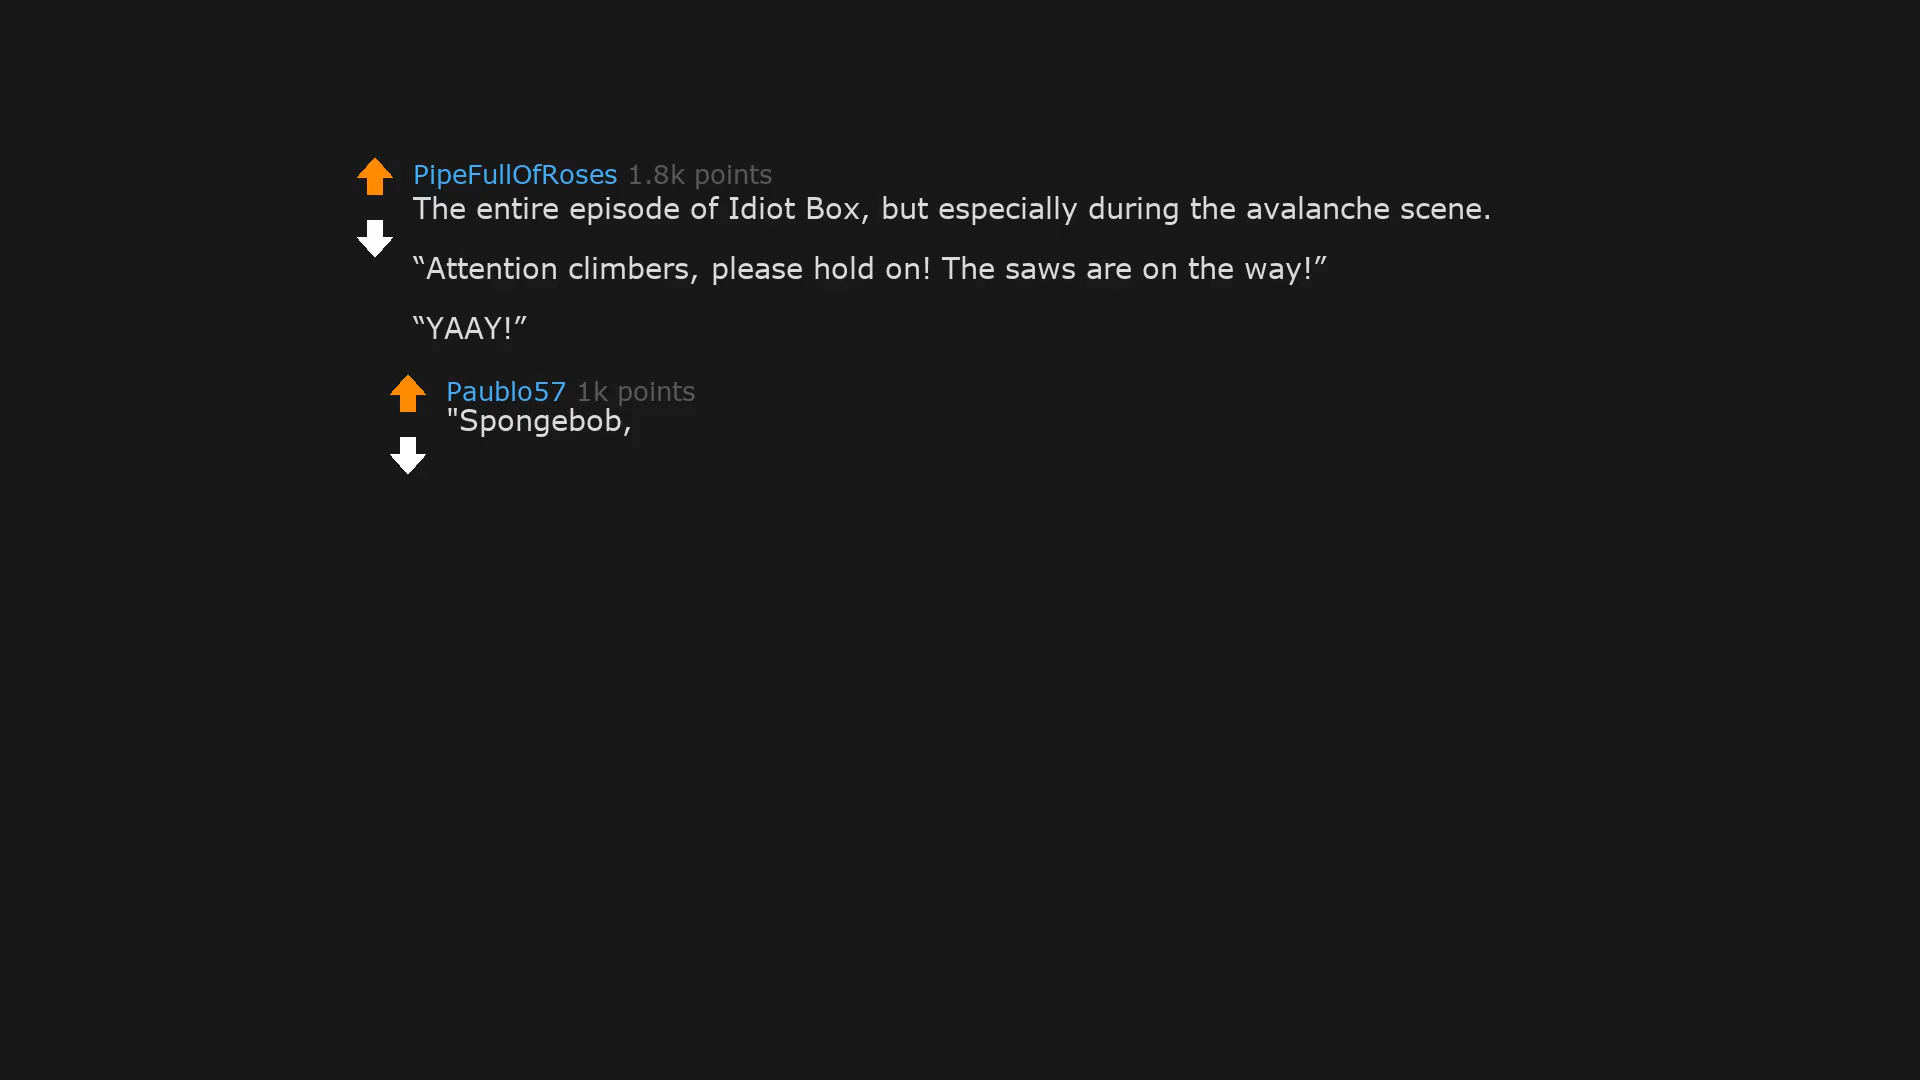 PipeFullOfRoses 1.8k points
The entire episode of Idiot Box, but especially during the avalanche scene.
“Attention climbers, please hold on! The saws are on the way!”
“YAAY!”
Paublo57 1k points
"Spongebob,